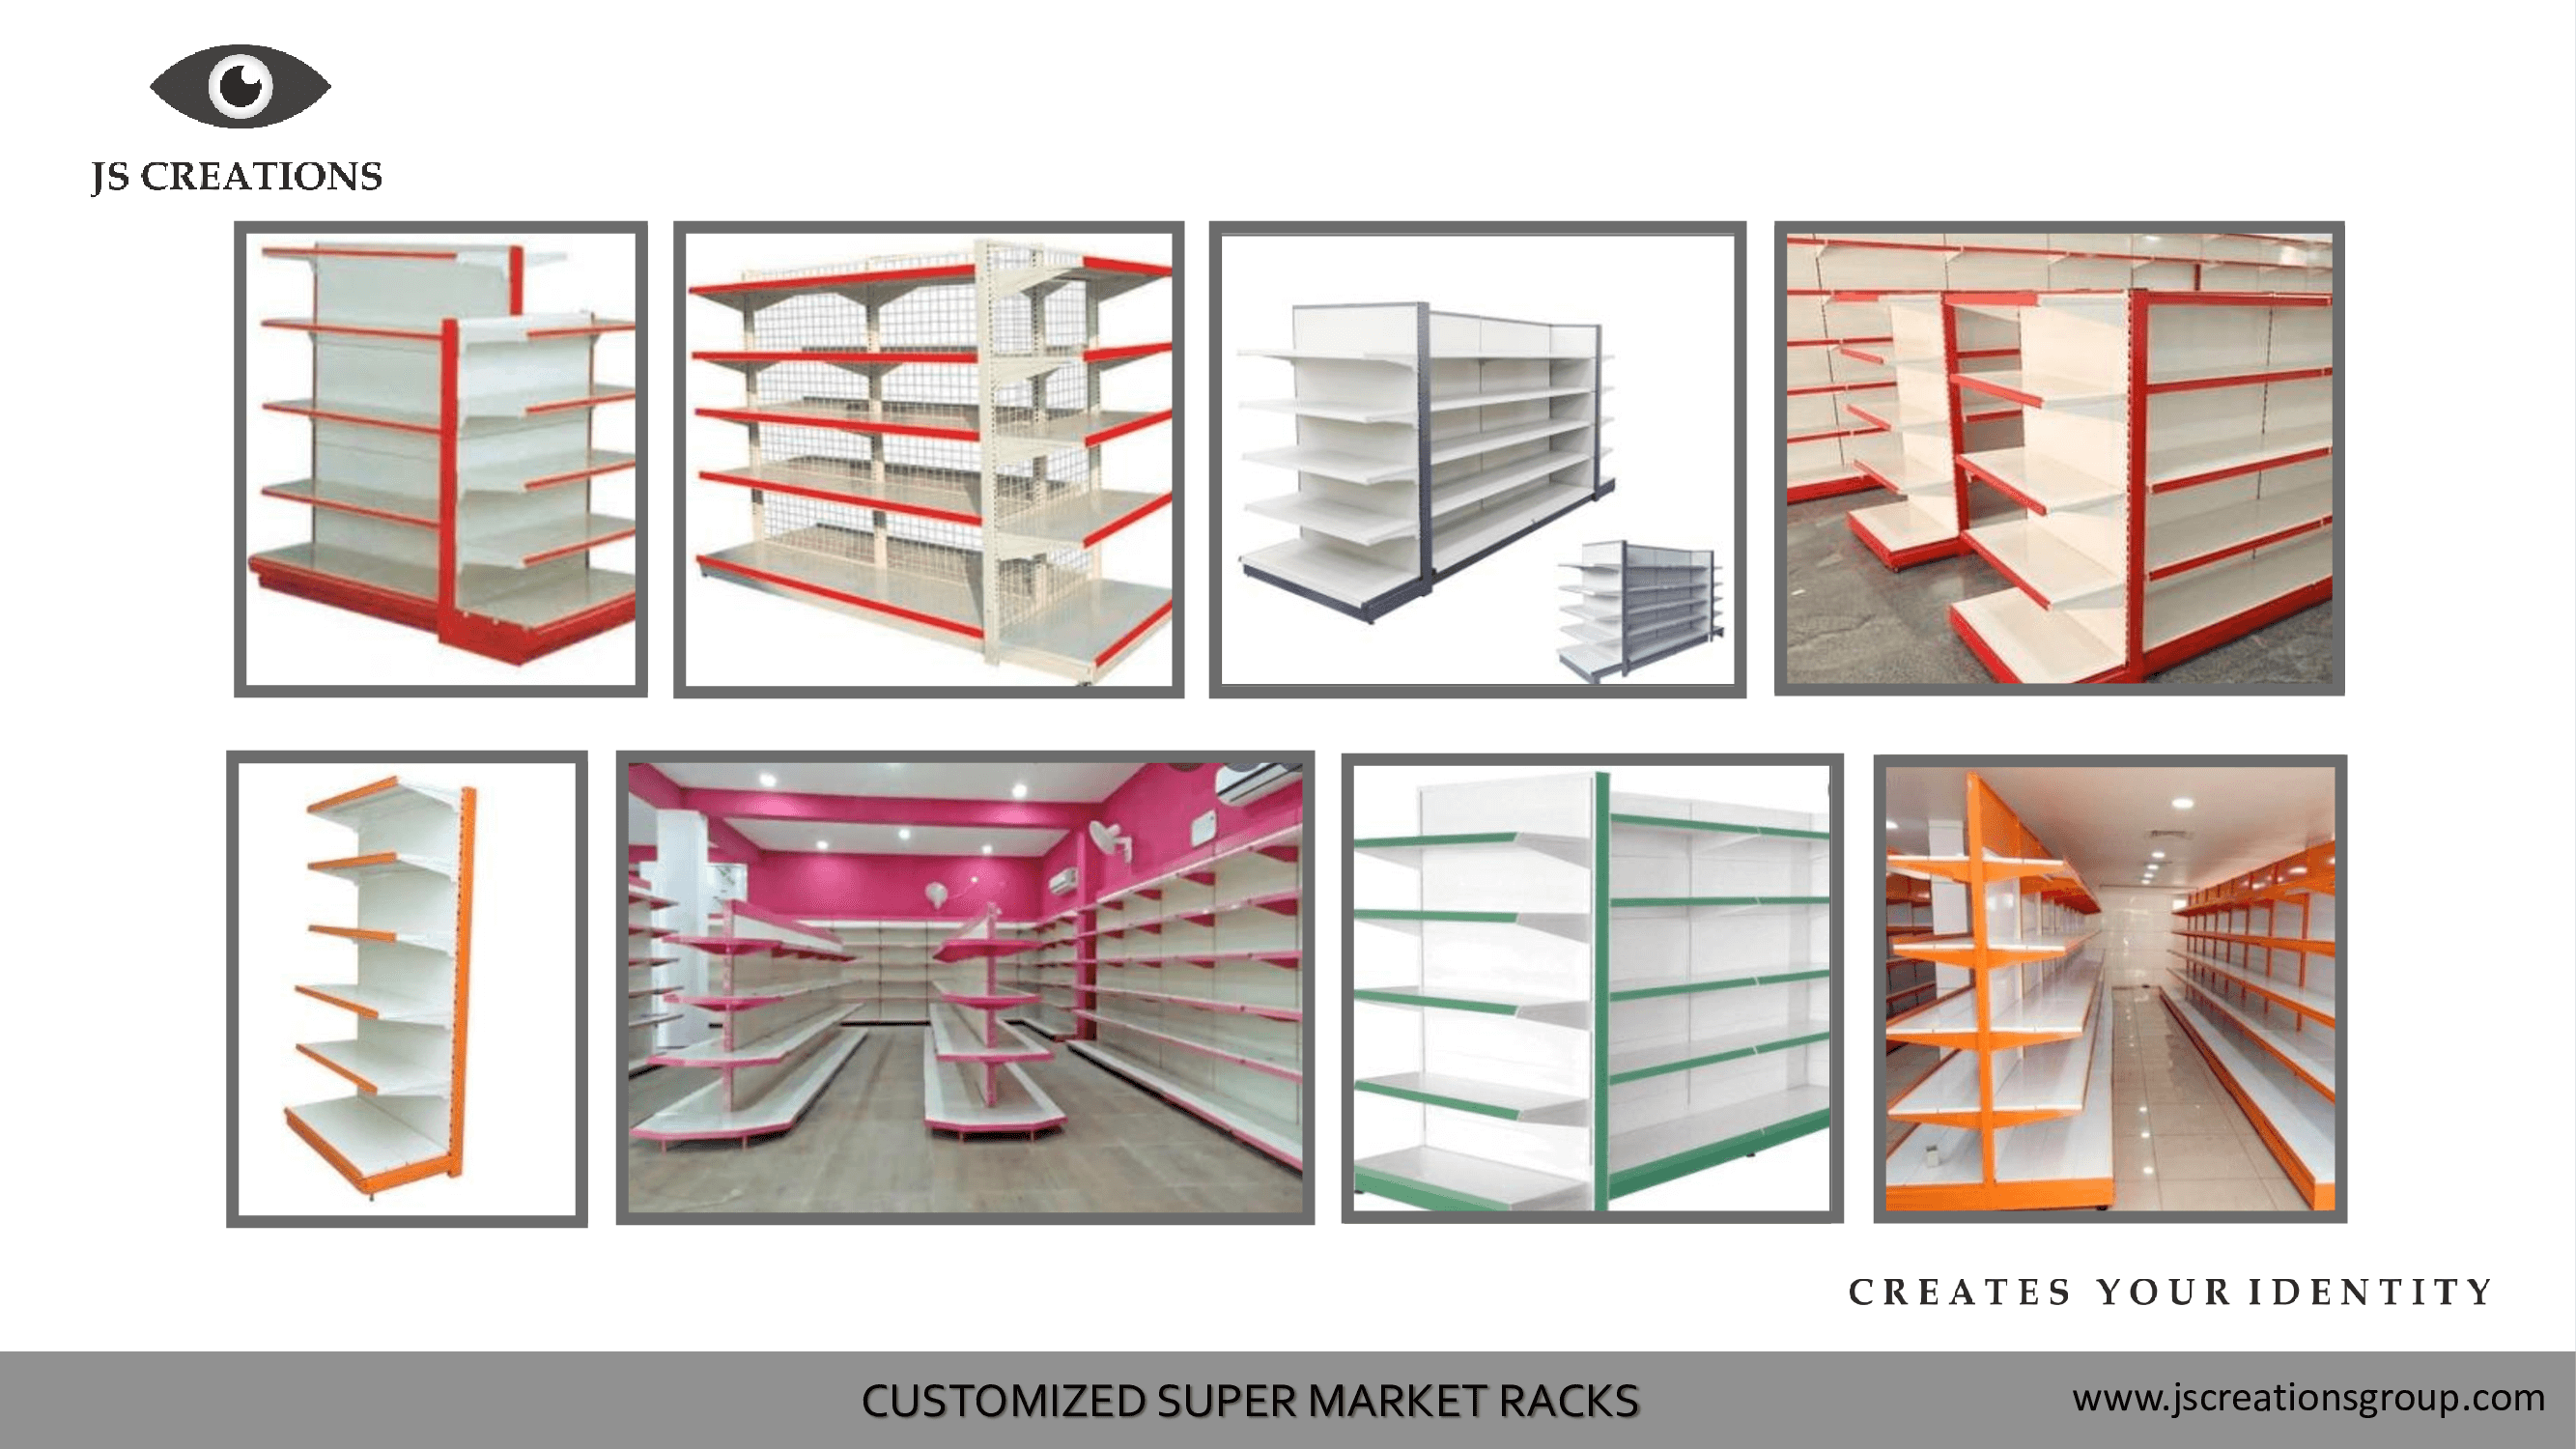 JS CREATIONS
CREATES YOUR IDENTITY
CUSTOMIZED SUPER MARKET RACKS
www.jscreationsgroup.com